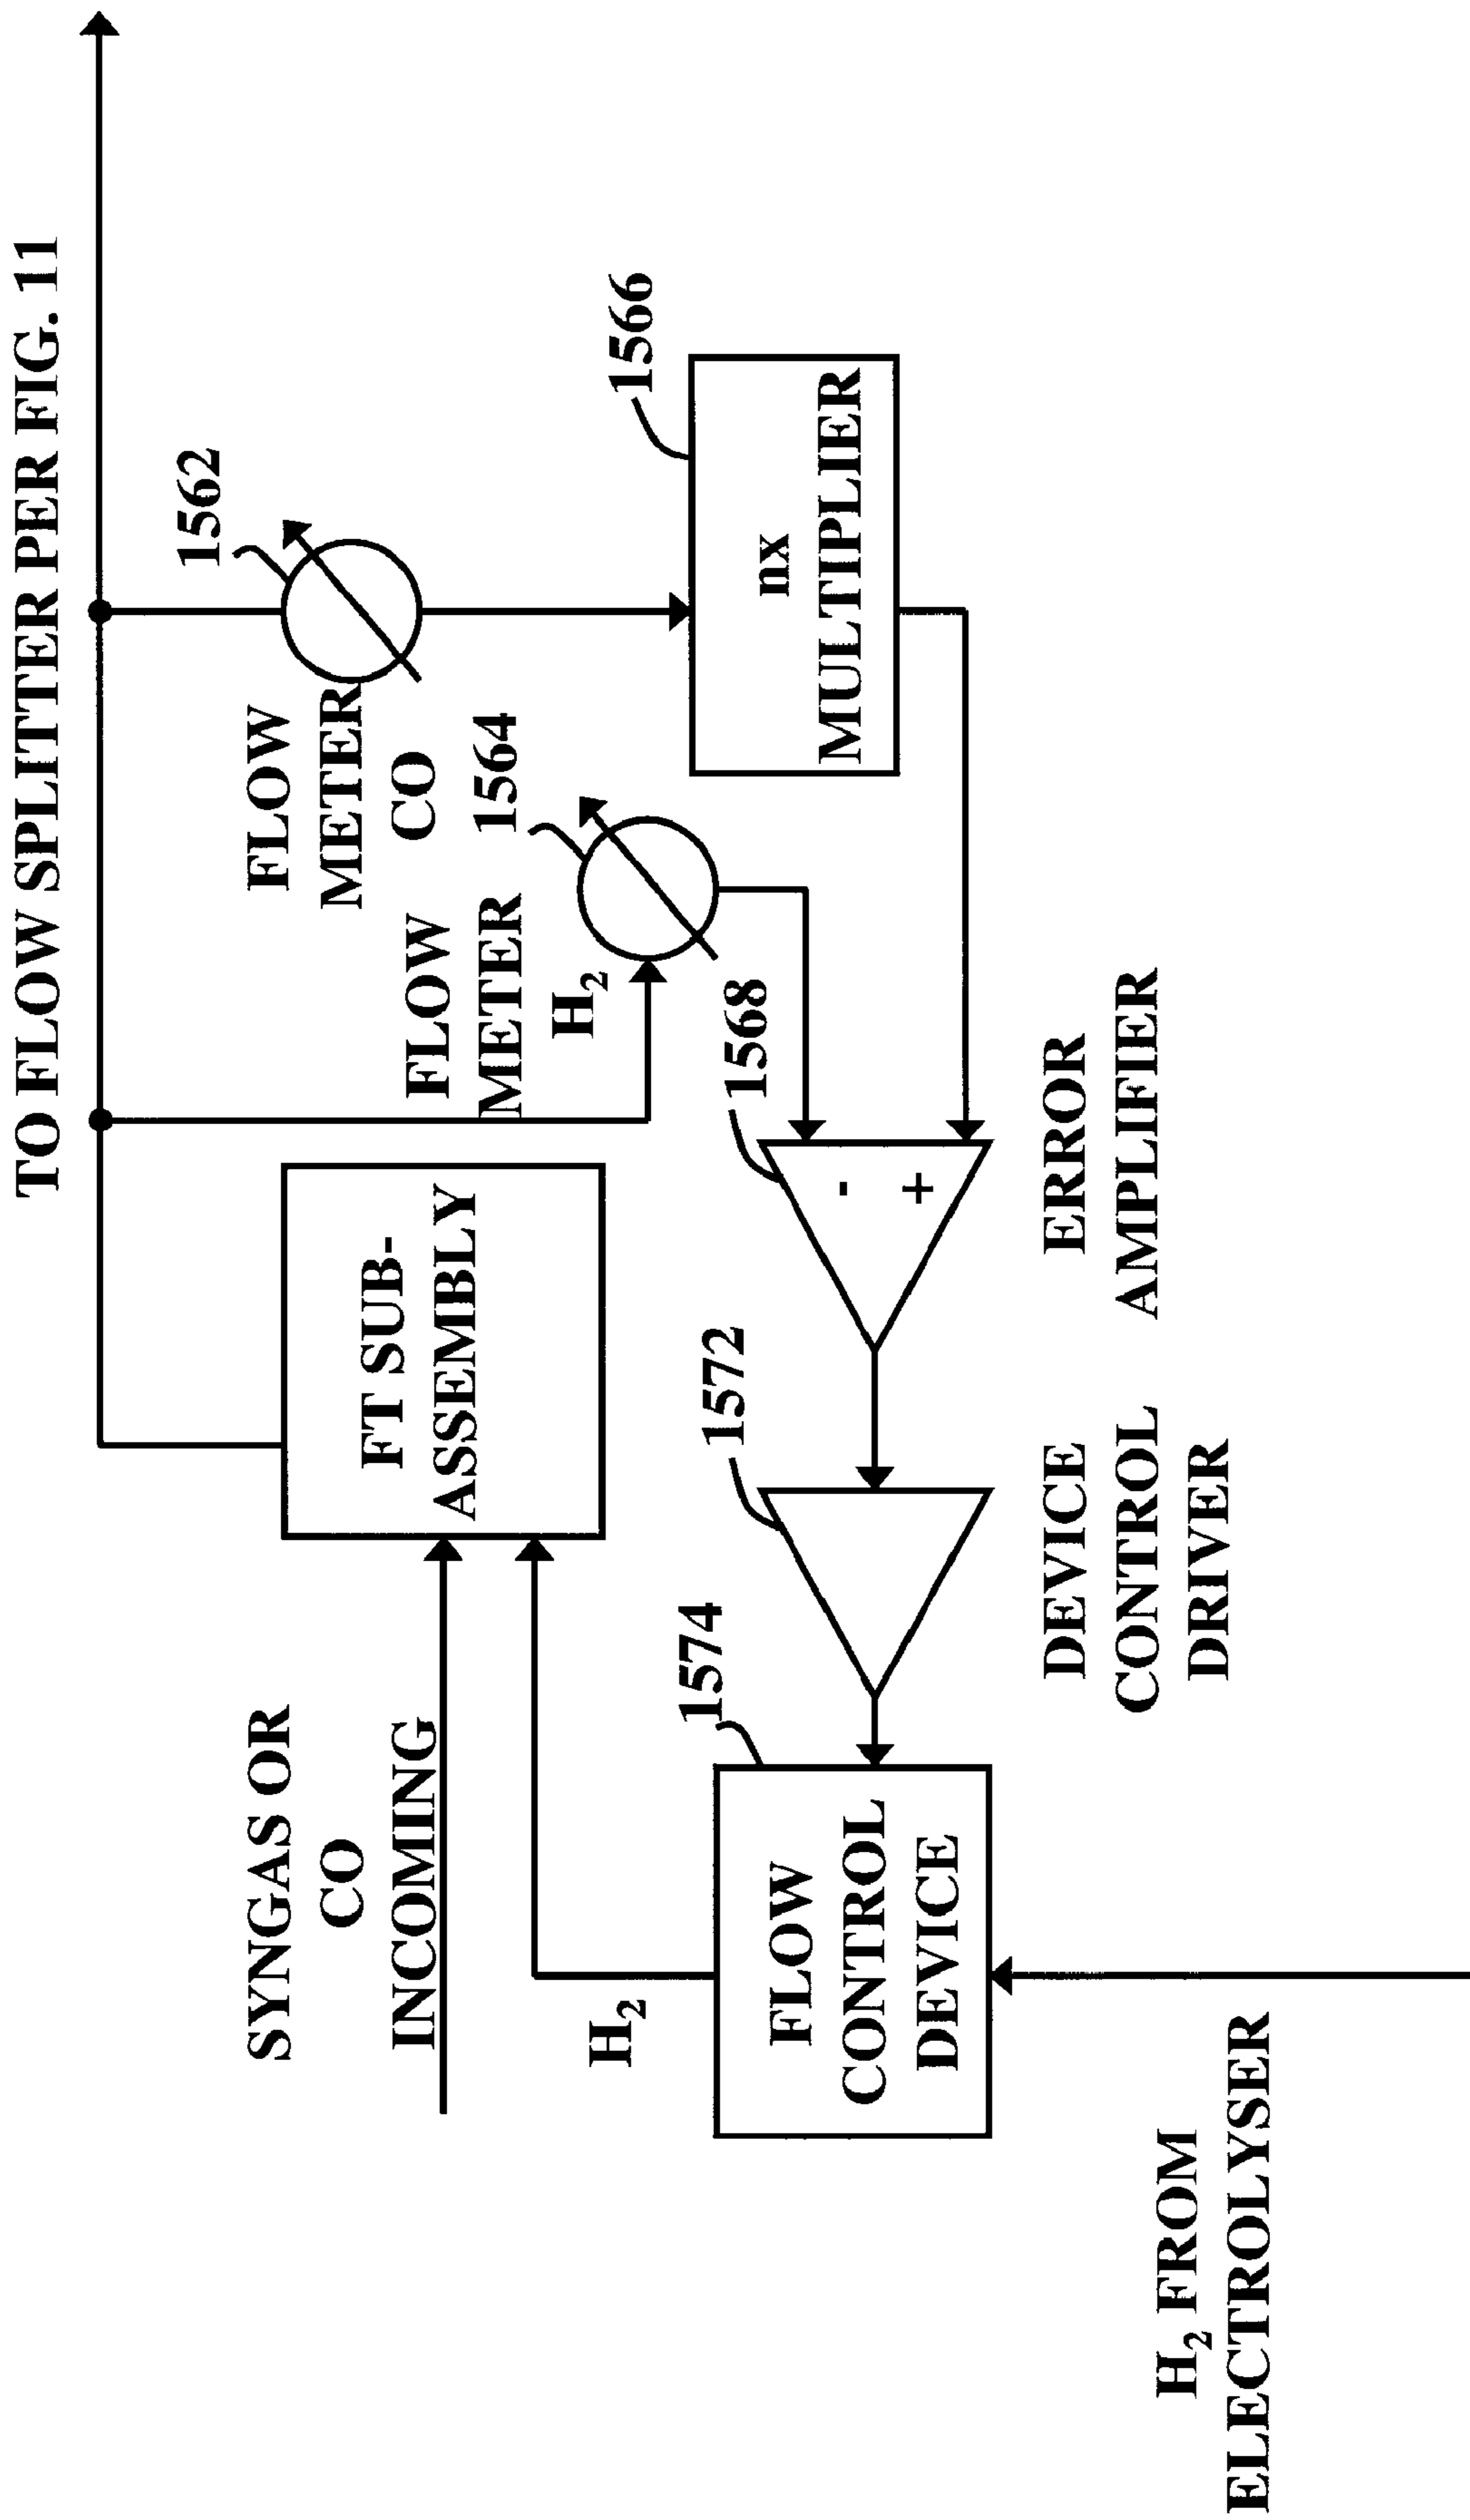 TO FLOW SPLITTER PER FIG. 11
1562
FLOW
METER
CO
1564
FLOW
METER
H₂
1566
nx
MULTIPLIER
FT SUB-
ASSEMBLY
SYNGAS OR
CO
INCOMING
H₂
1574
FLOW
CONTROL
DEVICE
1572
1568
-
+
DEVICE
CONTROL
DRIVER
ERROR
AMPLIFIER
H₂ FROM
ELECTROLYSER